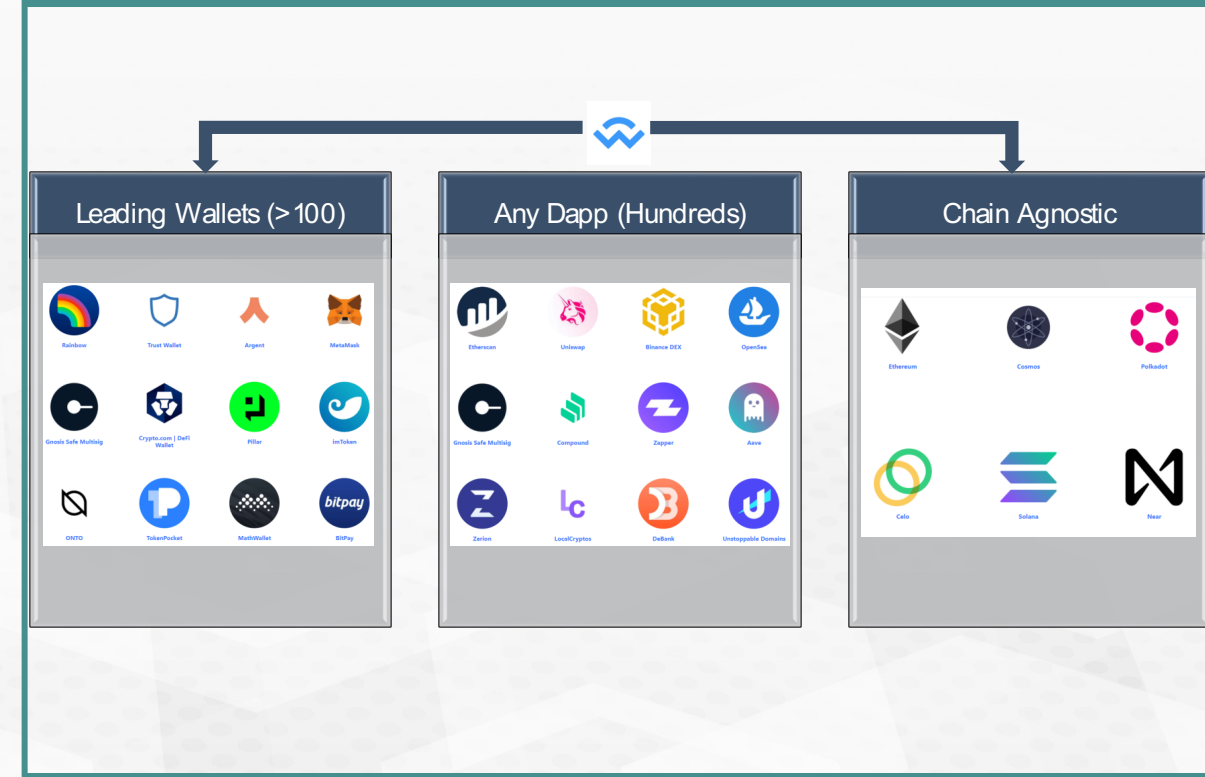 Leading Wallets (>100)
Any Dapp (Hundreds)
Chain Agnostic
Rainbow
Trust Wallet
Argent
MetaMask
Gnosis Safe Multisig
Crypto.com | DeFi
Wallet
Pillar
imToken
bitpay
ONTO
TokenPocket
MathWallet
BitPay
Etherscan
Uniswap
Binance DEX
OpenSea
Gnosis Safe Multisig
Compound
Zapper
Aave
LC
Zerion
LocalCryptos
DeBank
Unstoppable Domains
Ethereum
Cosmos
Polkadot
Celo
Solana
Near